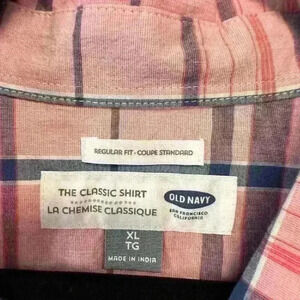 REGULAR FIT - COUPE STANDARD
THE CLASSIC SHIRT
LA CHEMISE CLASSIQUE
OLD NAVY
SAN FRANCISCO
CALIFORNIA
XL
TG
MADE IN INDIA